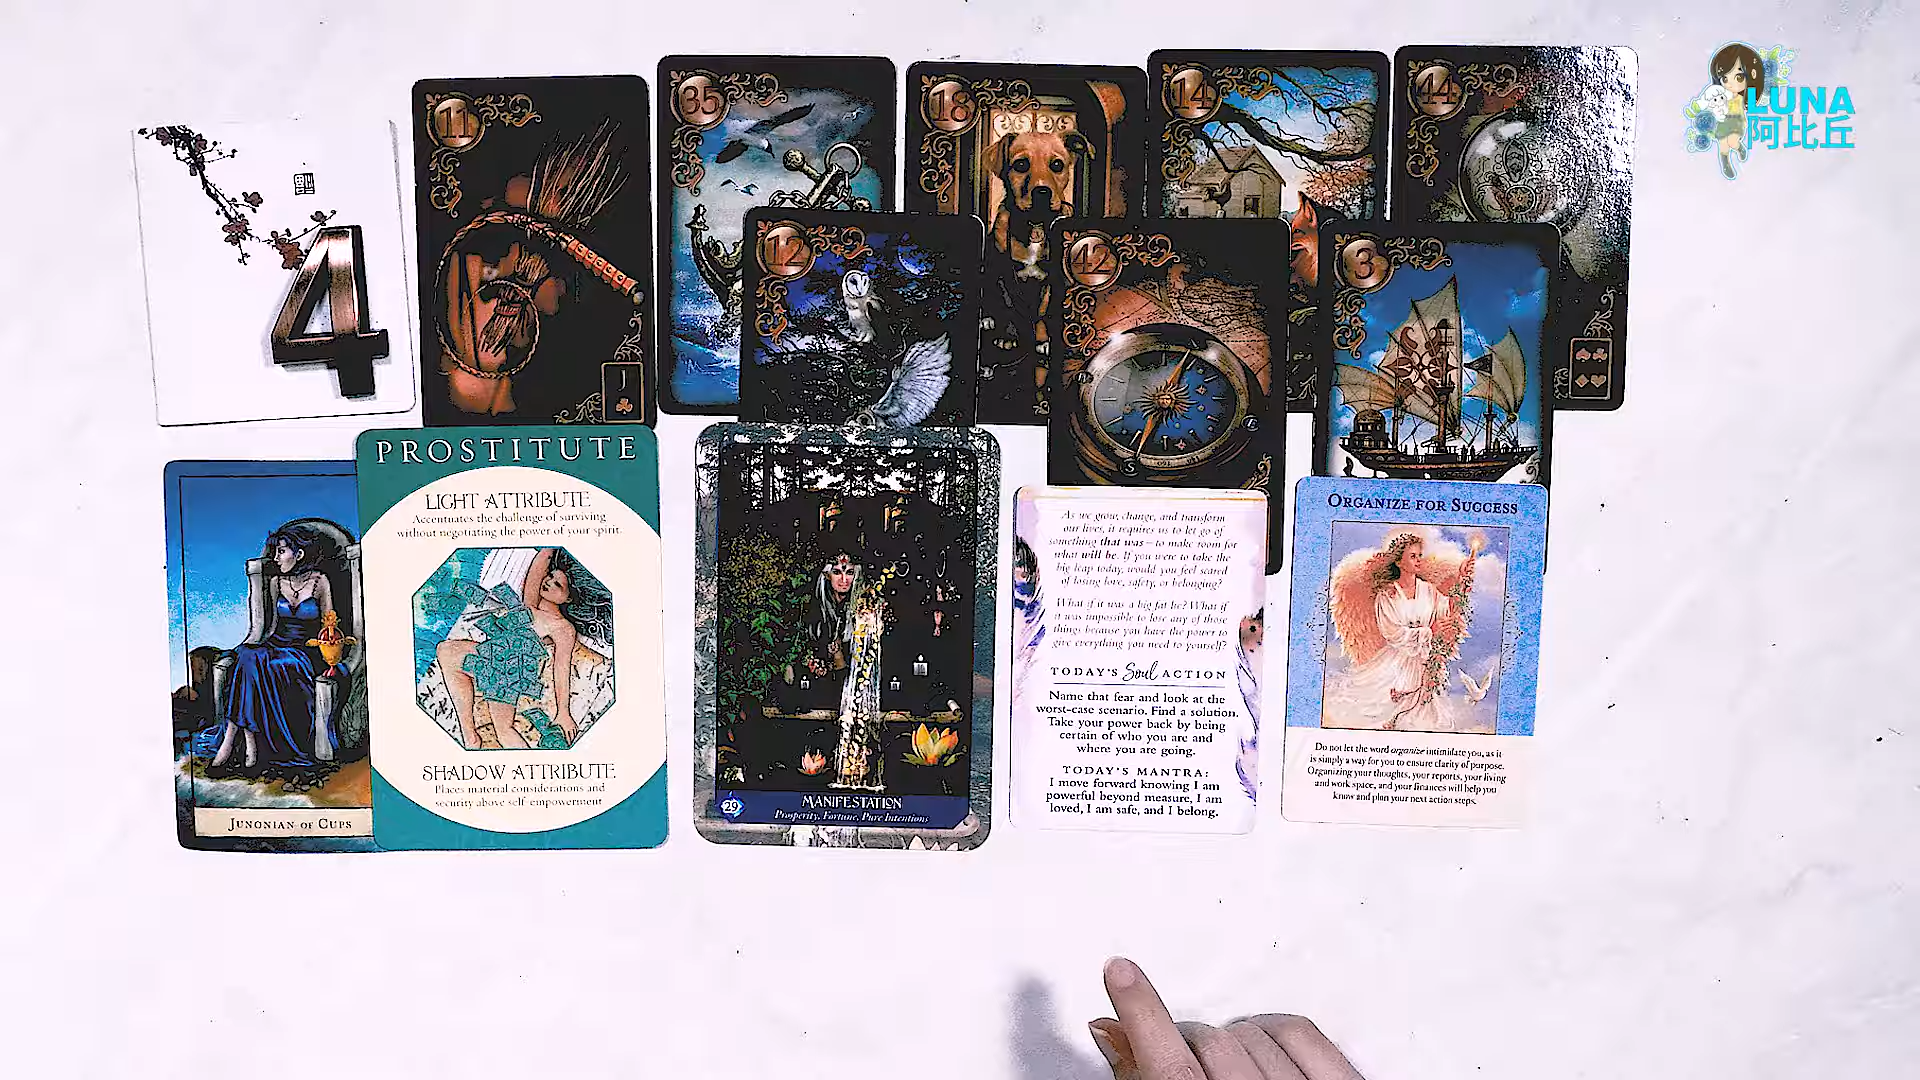 LUNA
阿比丘
4
11
J
35
18
14
44
12
42
3
S
E
JUNONIAN OF CUPS
PROSTITUTE
LIGHT ATTRIBUTE
Accentuates the challenge of surviving
without negotiating the power of your spirit.
SHADOW ATTRIBUTE
Places material considerations and
security above self-empowerment
29
MANIFESTATION
Prosperity, Fortune, Pure Intentions
As we grow, change, and transform
our lives, it requires us to let go of
something that was – to make room for
what will be. If you were to take the
big leap today, would you feel scared
of losing love, safety, or belonging?
What if it was a big fat lie? What if
it was impossible to lose any of those
things because you have the power to
give everything you need to yourself?
TODAY'S Soul ACTION
Name that fear and look at the
worst-case scenario. Find a solution.
Take your power back by being
certain of who you are and
where you are going.
TODAY'S MANTRA:
I move forward knowing I am
powerful beyond measure, I am
loved, I am safe, and I belong.
ORGANIZE FOR SUCCESS
Do not let the word organize intimidate you, as it
is simply a way for you to ensure clarity of purpose.
Organizing your thoughts, your reports, your living
and work space, and your finances will help you
know and plan your next action steps.